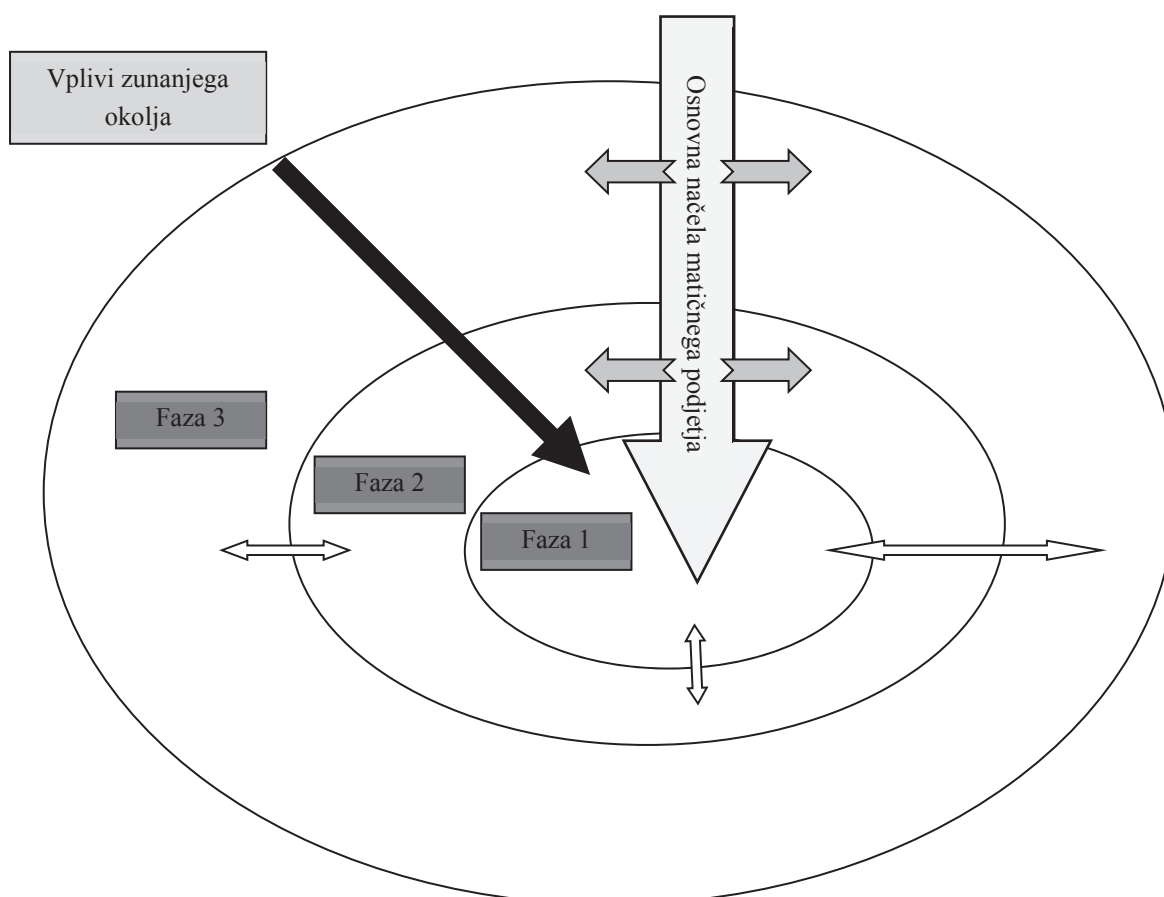 Vplivi zunanjega
okolja
Osnovna načela matičnega podjetja
Faza 3
Faza 2
Faza 1